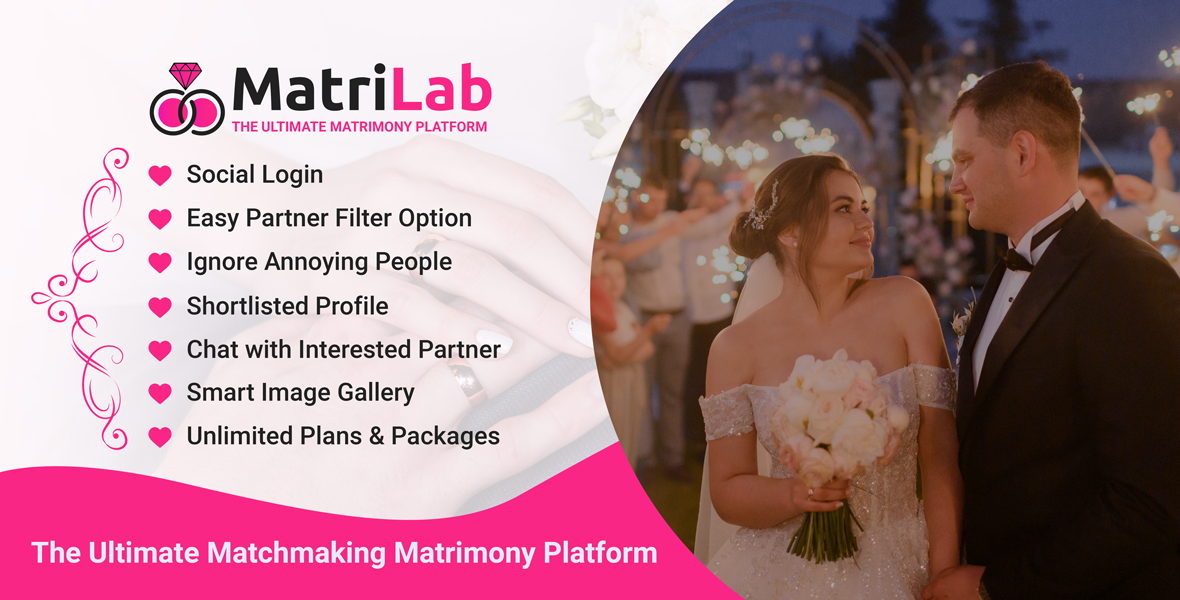 MatriLab
THE ULTIMATE MATRIMONY PLATFORM
Social Login
Easy Partner Filter Option
Ignore Annoying People
Shortlisted Profile
Chat with Interested Partner
Smart Image Gallery
Unlimited Plans & Packages
The Ultimate Matchmaking Matrimony Platform